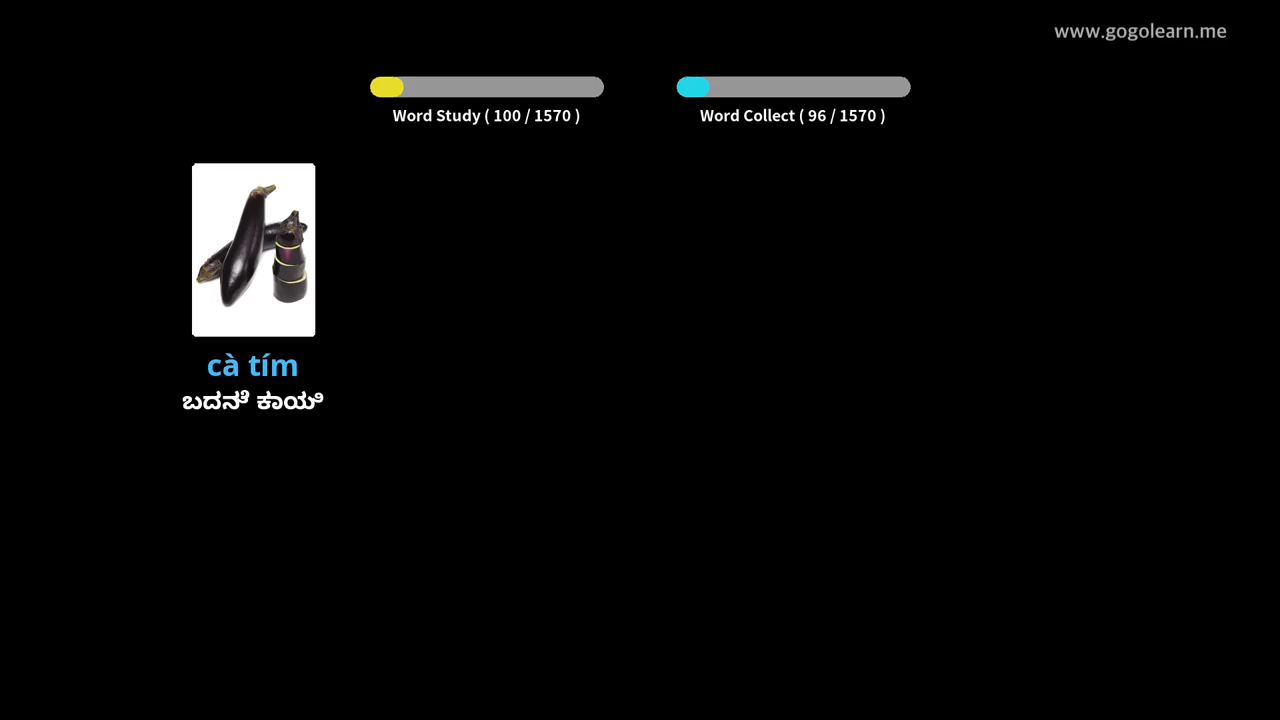 www.gogolearn.me
Word Study ( 100 / 1570 )
Word Collect ( 96 / 1570 )
cà tím
ಬದನೆ ಕಾಯಿ